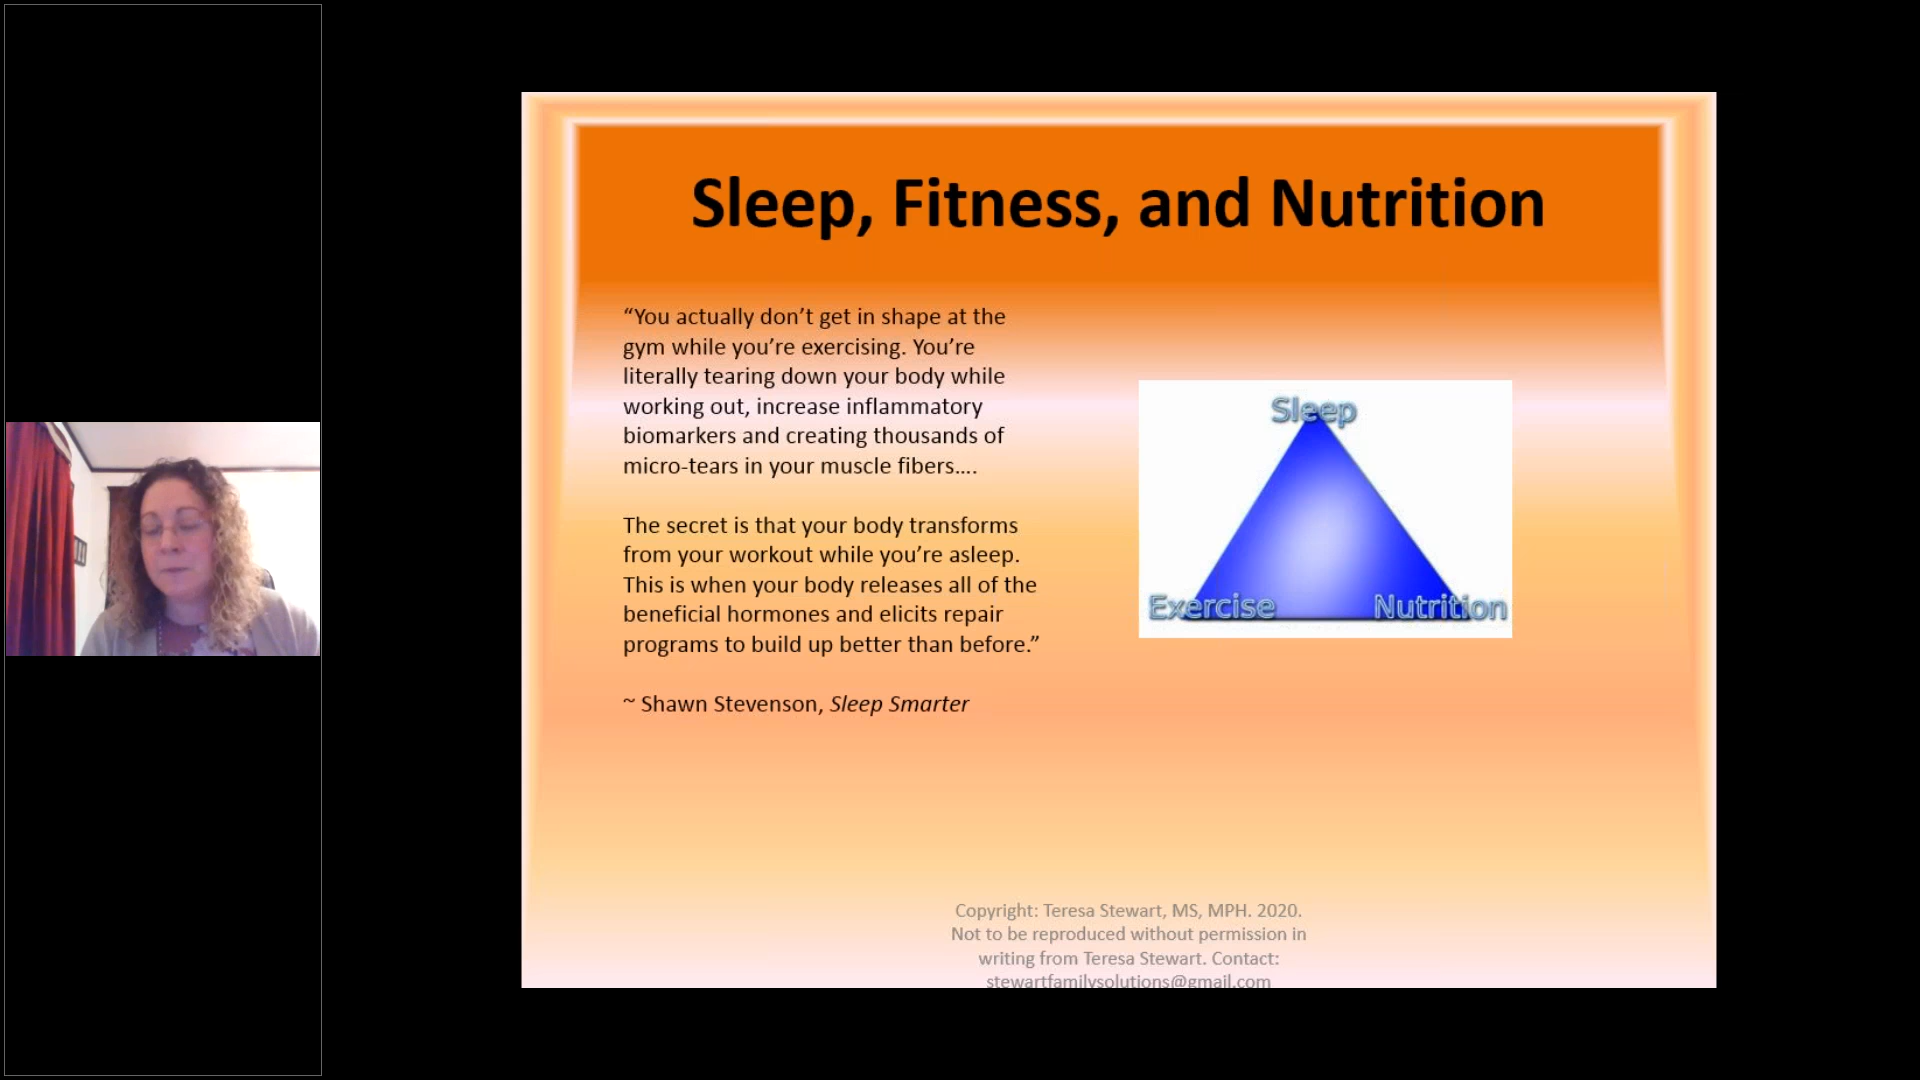 Sleep, Fitness, and Nutrition
“You actually don’t get in shape at the
gym while you’re exercising. You’re
literally tearing down your body while
working out, increase inflammatory
biomarkers and creating thousands of
micro-tears in your muscle fibers....
The secret is that your body transforms
from your workout while you’re asleep.
This is when your body releases all of the
beneficial hormones and elicits repair
programs to build up better than before.”
~ Shawn Stevenson, Sleep Smarter
Sleep
Exercise
Nutrition
Copyright: Teresa Stewart, MS, MPH. 2020.
Not to be reproduced without permission in
writing from Teresa Stewart. Contact:
stewartfamilysolutions@gmail.com